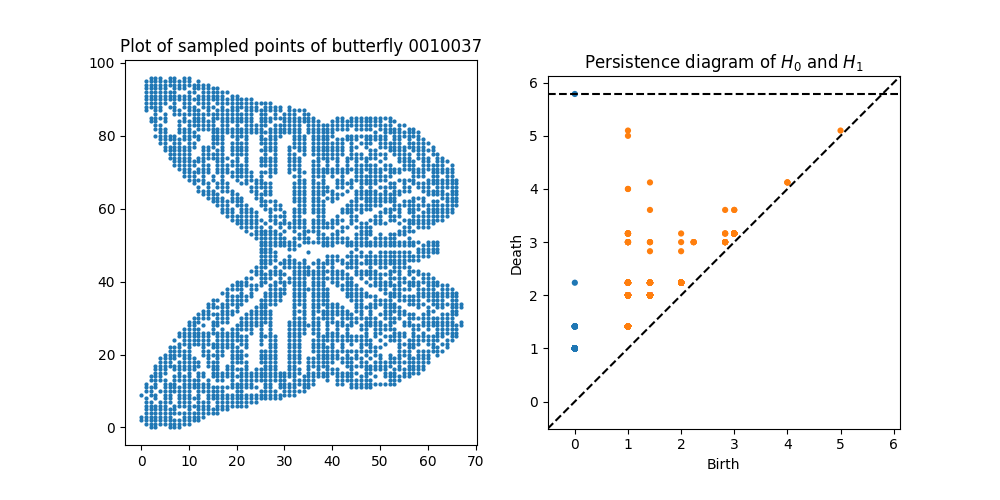 Plot of sampled points of butterfly 0010037
100
80
60
40
20
0
0 10 20 30 40 50 60 70
Persistence diagram of H₀ and H₁
6
5
4
3
2
1
0
Death
0 1 2 3 4 5 6
Birth